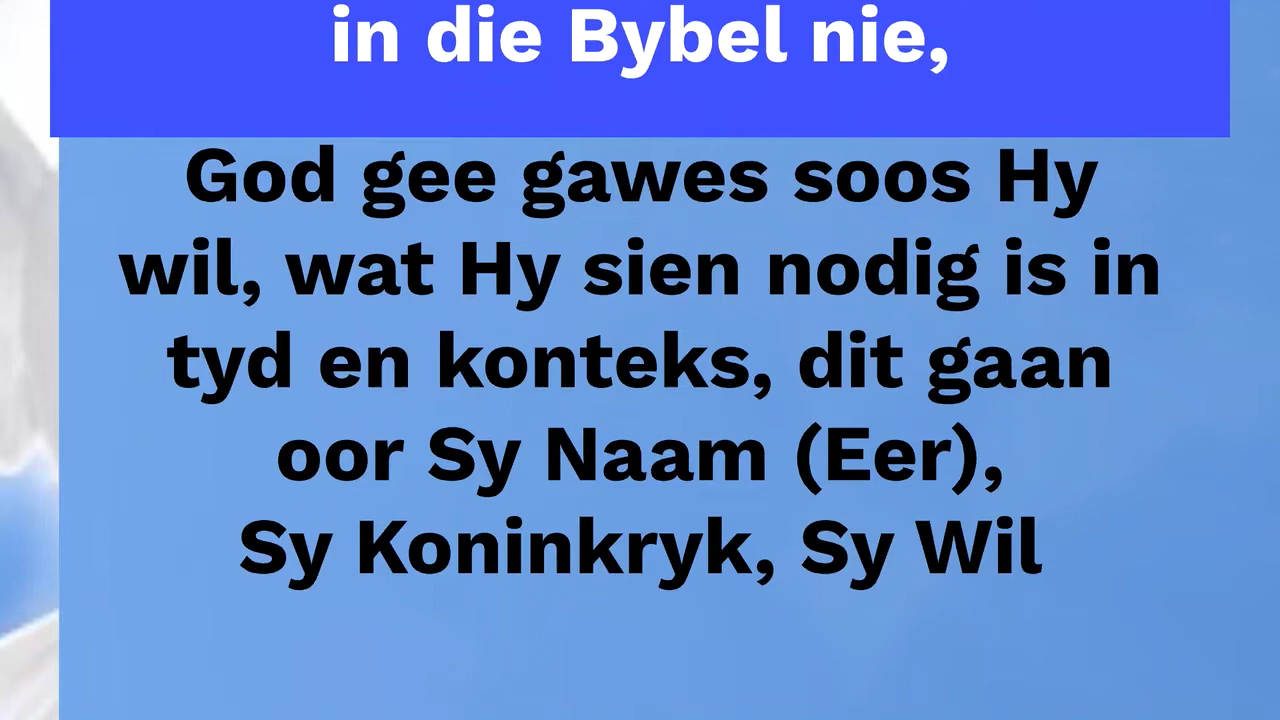 in die Bybel nie,
God gee gawes soos Hy
wil, wat Hy sien nodig is in
tyd en konteks, dit gaan
oor Sy Naam (Eer),
Sy Koninkryk, Sy Wil